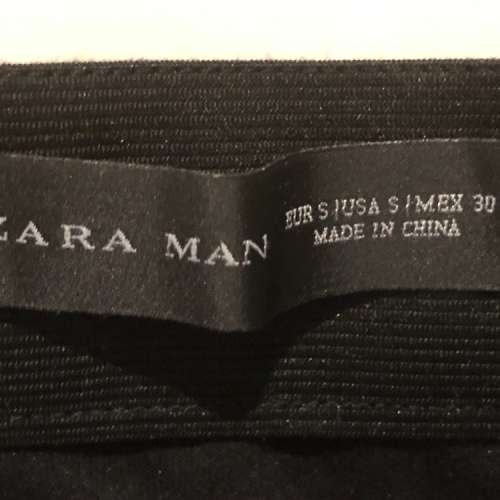 ZARA MAN
EUR S/USA S/MEX 30
MADE IN CHINA